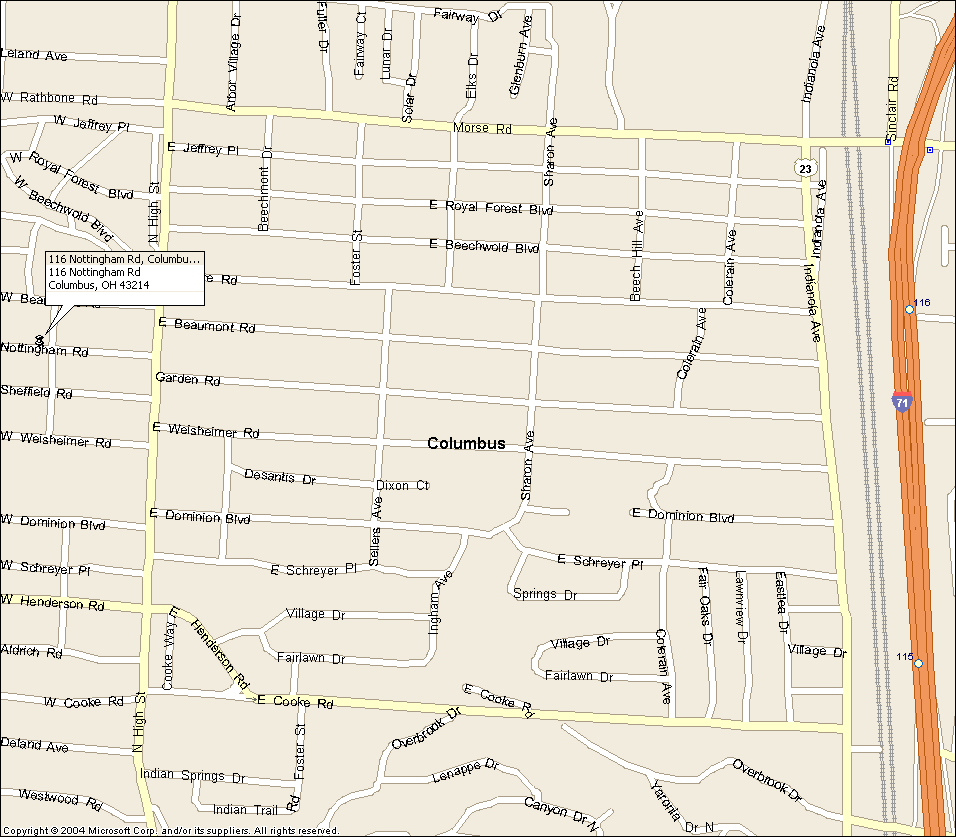 Fairway Dr
Fuller Dr
Fairway Ct
Lunar Dr
Arbor Village Dr
Elks Dr
Glenburn Ave
Solar Dr
Indianola Ave
Leland Ave
Sinclair Rd
W Rathbone Rd
W Jeffrey Pl
Morse Rd
Sharon Ave
E Jeffrey Pl
W Royal Forest Blvd
Beechmont Dr
23
W Beechwold Blvd
N High St
E Royal Forest Blvd
Indianola Ave
Beech Hill Ave
Colerain Ave
Foster St
E Beechwold Blvd
116 Nottingham Rd, Columbu...
116 Nottingham Rd
Columbus, OH 43214
re Rd
Indianola Ave
W Bea
116
E Beaumont Rd
Colerain Ave
Nottingham Rd
Garden Rd
Sheffield Rd
71
W Weisheimer Rd
E Weisheimer Rd
Columbus
Sharon Ave
Desantis Dr
Dixon Ct
W Dominion Blvd
E Dominion Blvd
E Dominion Blvd
Sellers Ave
W Schreyer Pl
E Schreyer Pl
E Schreyer Pl
Springs Dr
Ingham Ave
Fair Oaks Dr
Lawnview Dr
Eastlea Dr
W Henderson Rd
E Henderson Rd
Village Dr
Cooke Way
Village Dr
Village Dr
Aldrich Rd
Fairlawn Dr
Fairlawn Dr
Colerain Ave
115
W Cooke Rd
E Cooke Rd
E Cooke Rd
N High St
Overbrook Dr
Foster St
Deland Ave
Indian Springs Dr
Lenappe Dr
Overbrook Dr
Westwood Rd
Indian Trail Rd
Canyon Dr N
Yaronia Dr N
Copyright © 2004 Microsoft Corp. and/or its suppliers. All rights reserved.